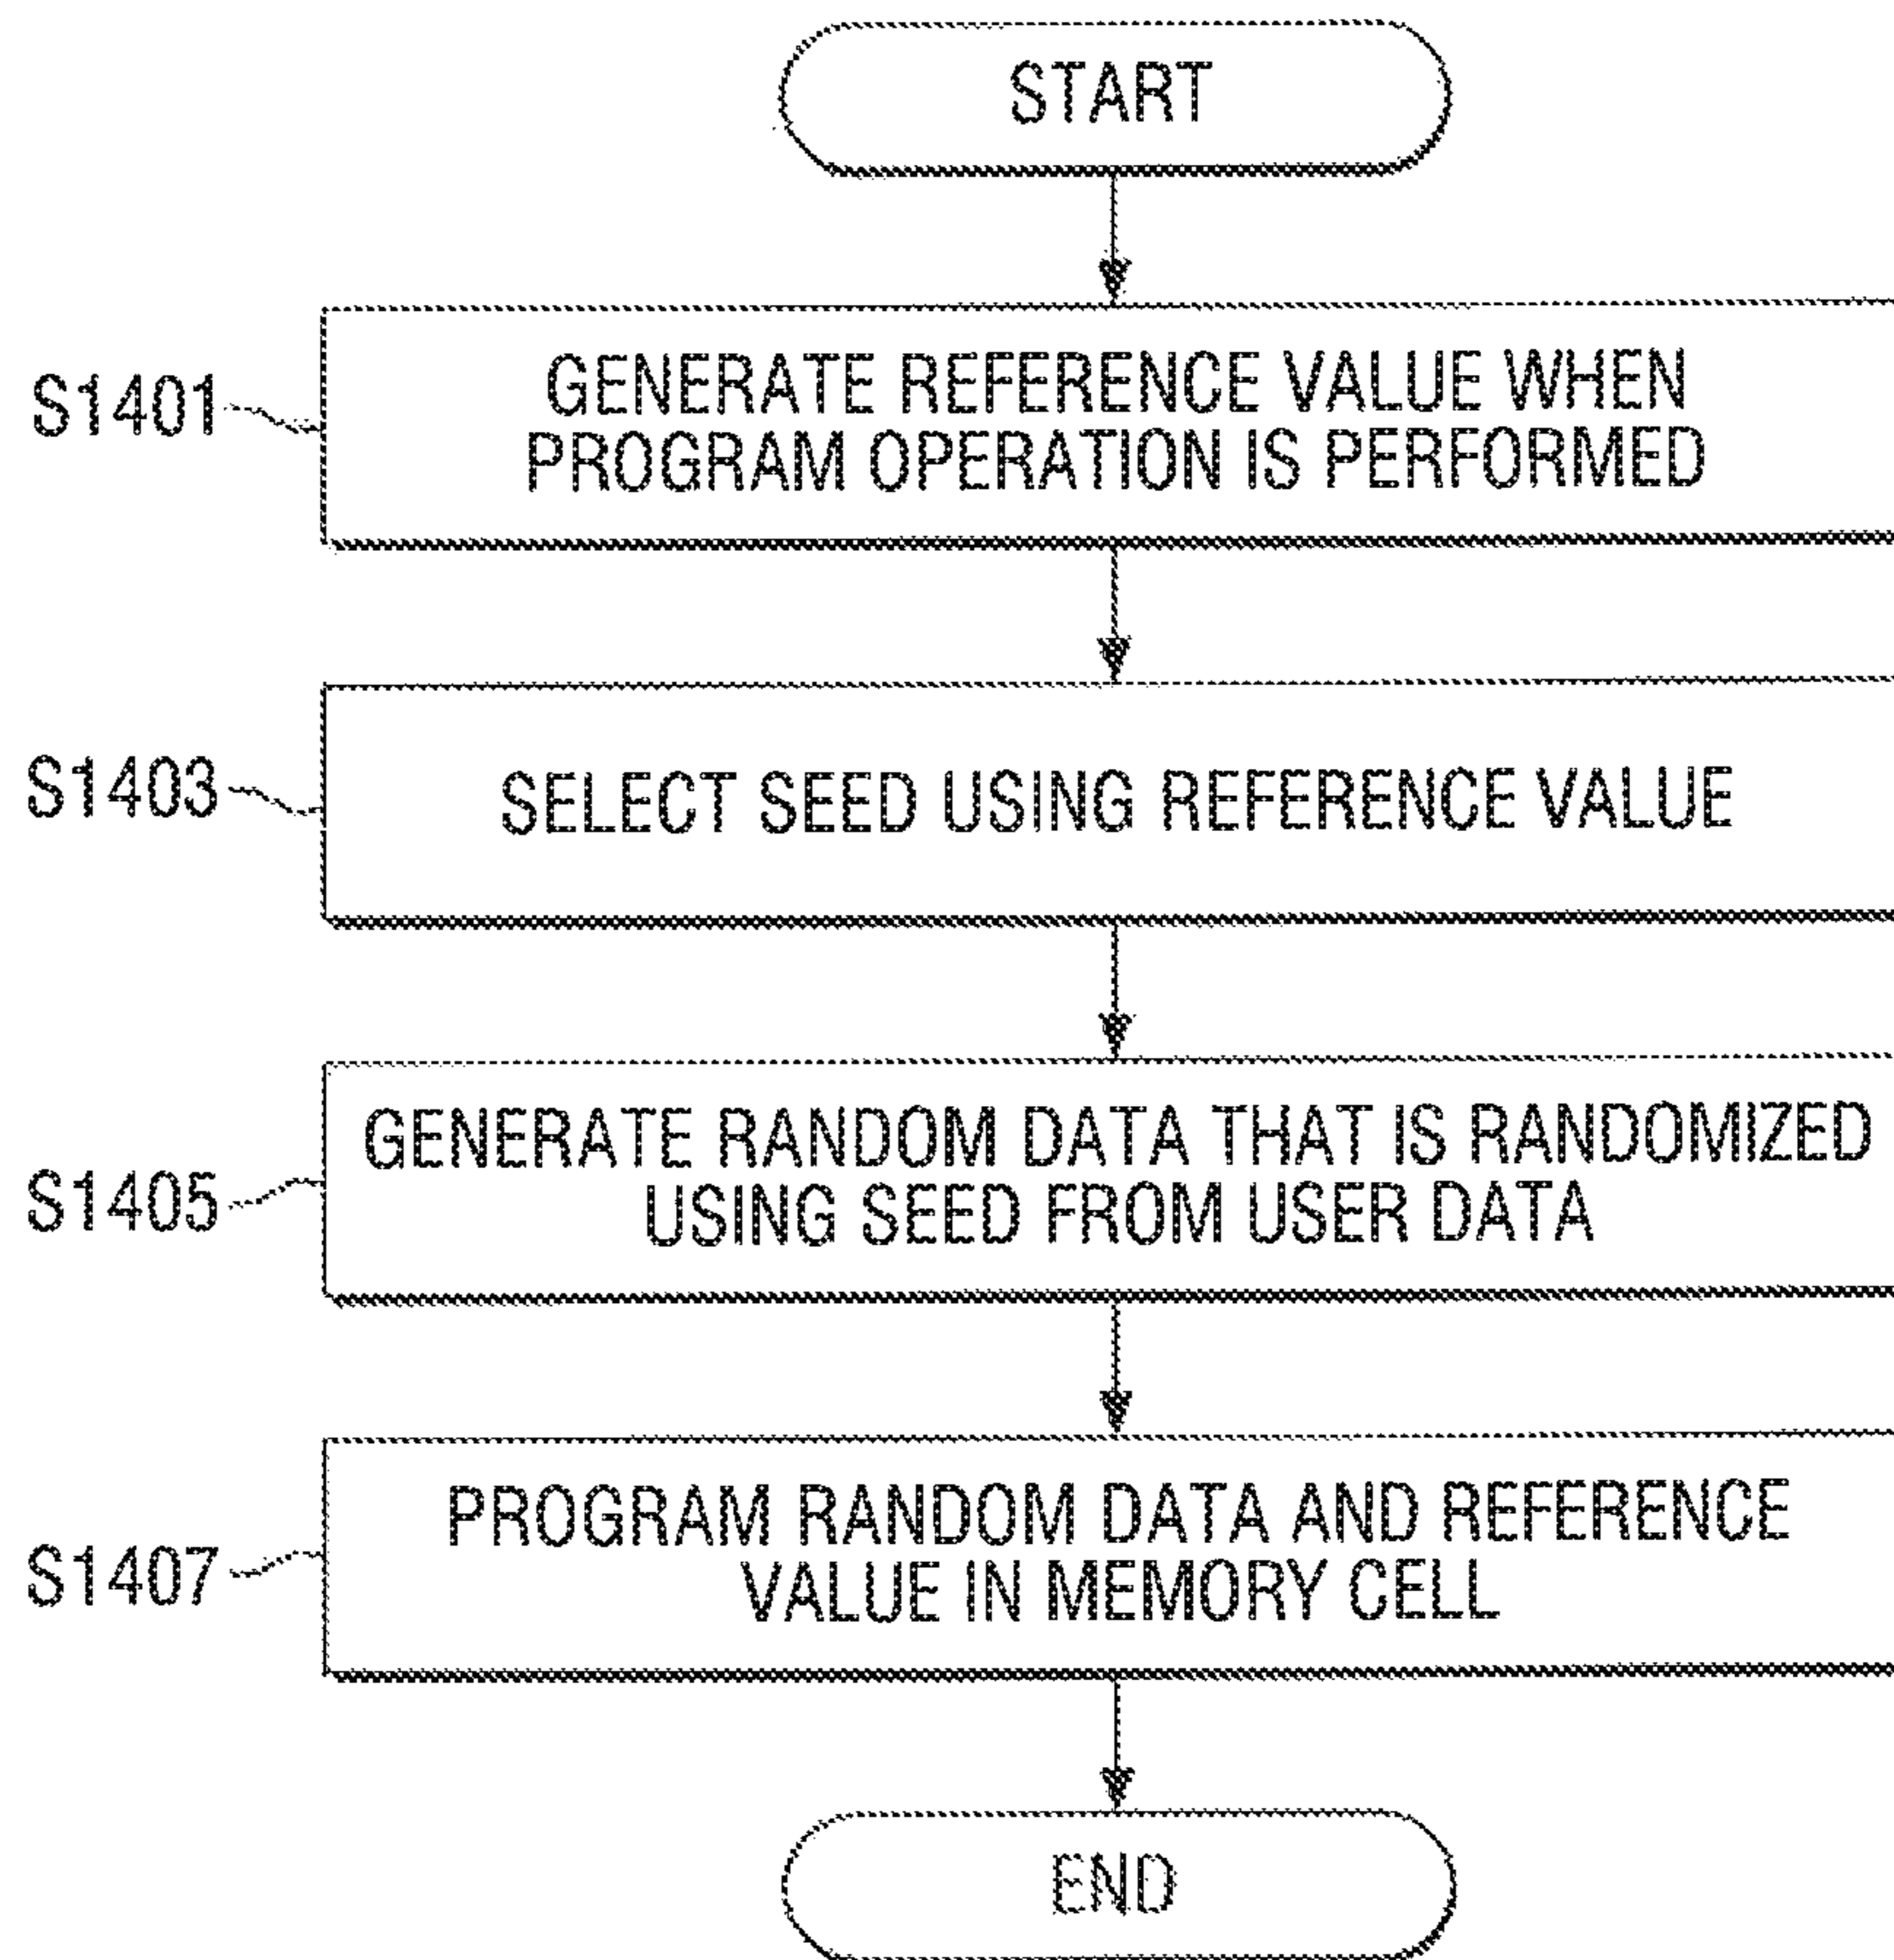 START
S1401
GENERATE REFERENCE VALUE WHEN
PROGRAM OPERATION IS PERFORMED
S1403
SELECT SEED USING REFERENCE VALUE
S1405
GENERATE RANDOM DATA THAT IS RANDOMIZED
USING SEED FROM USER DATA
S1407
PROGRAM RANDOM DATA AND REFERENCE
VALUE IN MEMORY CELL
END